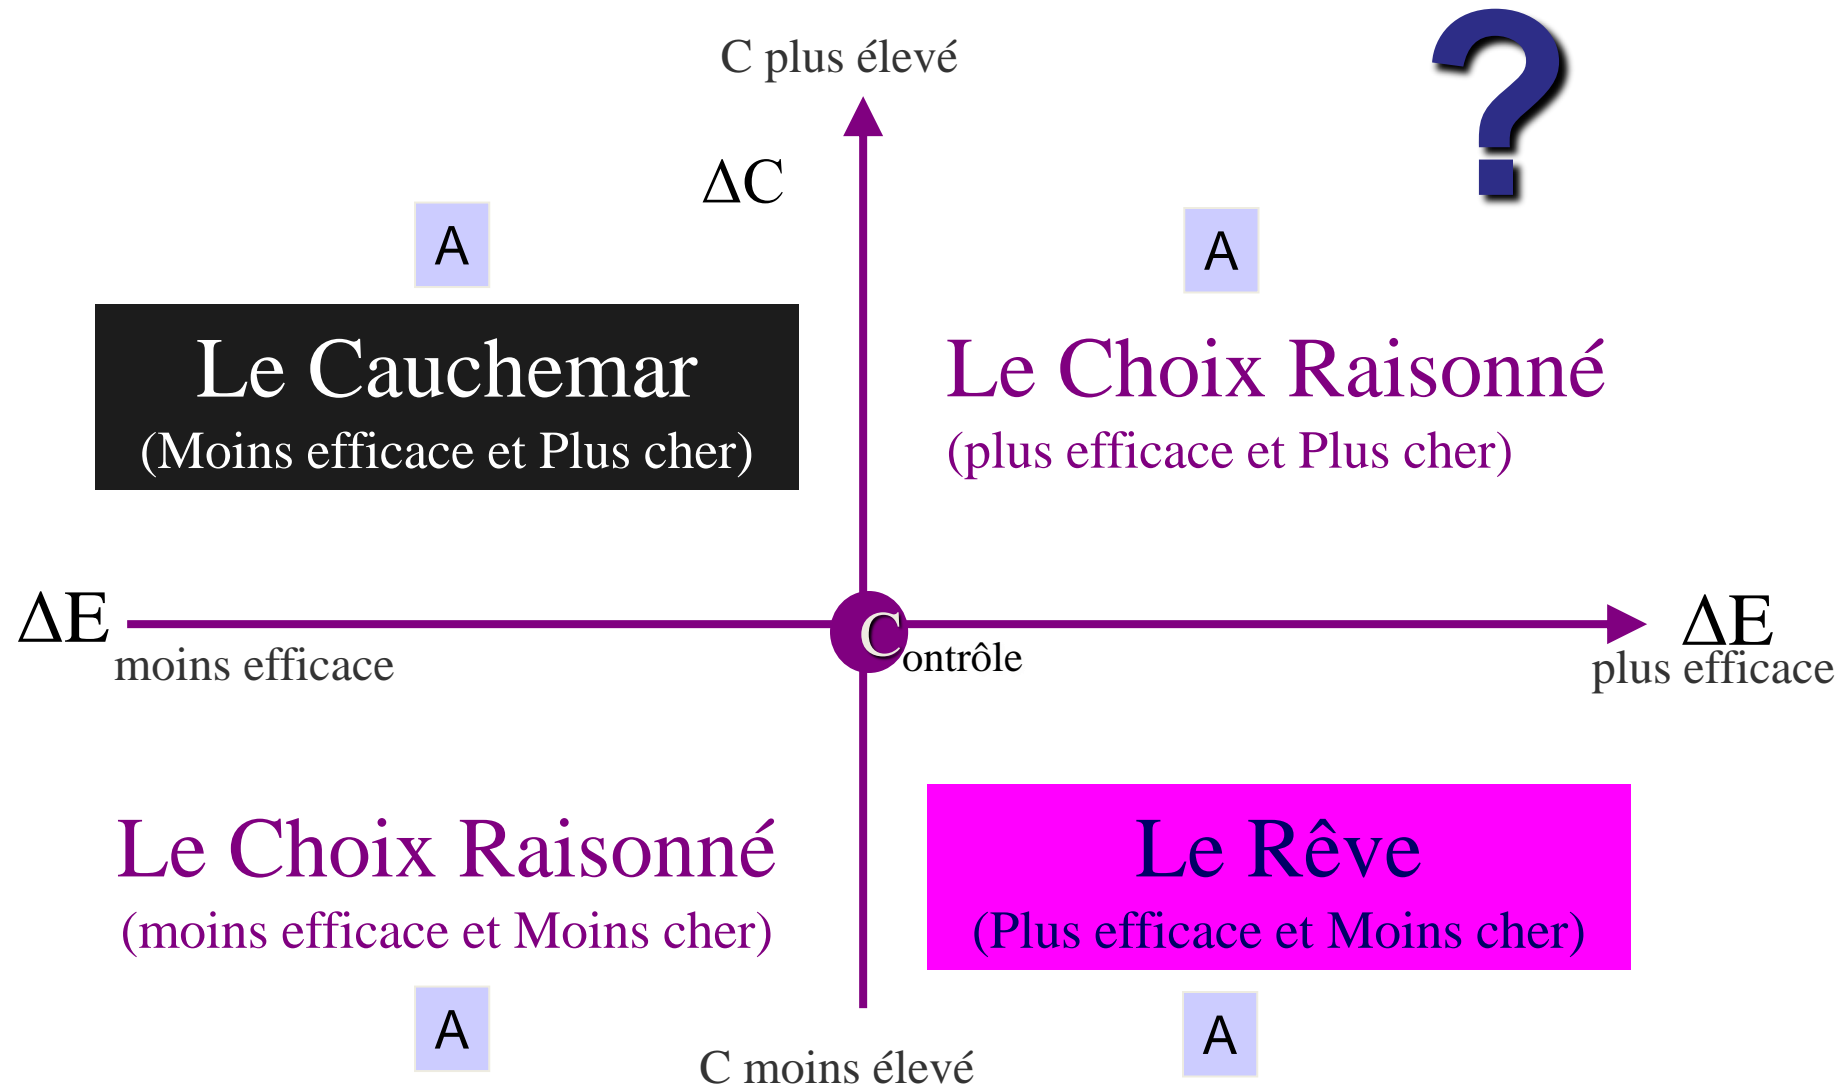 C plus élevé
?
ΔC
A
A
Le Cauchemar
(Moins efficace et Plus cher)
Le Choix Raisonné
(plus efficace et Plus cher)
ΔE
moins efficace
Contrôle
ΔE
plus efficace
Le Choix Raisonné
(moins efficace et Moins cher)
Le Rêve
(Plus efficace et Moins cher)
A
A
C moins élevé